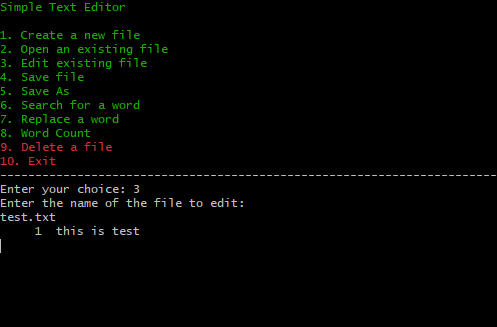 Simple Text Editor
1. Create a new file
2. Open an existing file
3. Edit existing file
4. Save file
5. Save As
6. Search for a word
7. Replace a word
8. Word Count
9. Delete a file
10. Exit
-----------------------------------------------------------------------
Enter your choice: 3
Enter the name of the file to edit:
test.txt
1 this is test